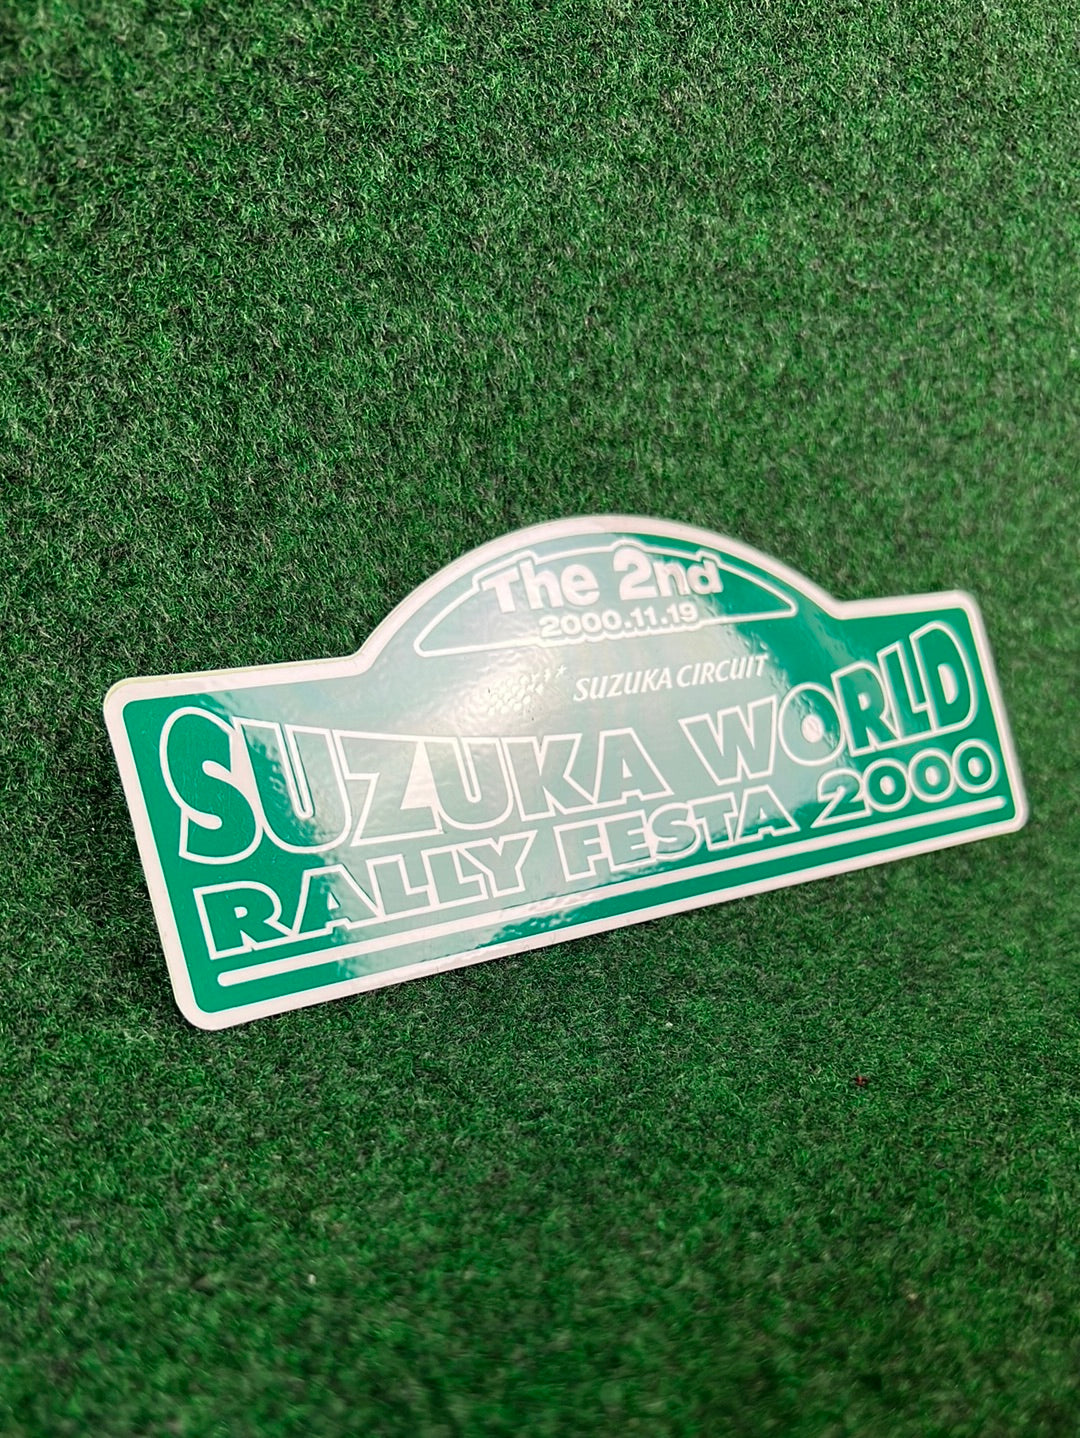 The 2nd
2000.11.19
SUZUKA CIRCUIT
SUZUKA WORLD
RALLY FESTA 2000